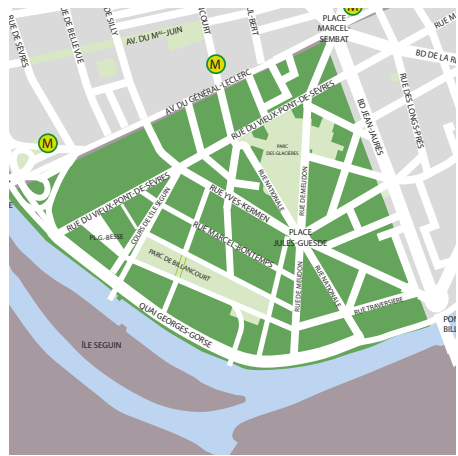 RUE DE SÈVRES
E DE BELLEVUE
DE SILLY
AV. DU Mal-JUIN
NCOURT
UL-BERT
M
PLACE
MARCEL-
SEMBAT
RUE M
BD DE LA R
M
AV. DU GÉNÉRAL-LECLERC
RUE DU VIEUX-PONT-DE-SÈVRES
BD JEAN-JAURÈS
RUE DES LONGS-PRÉS
M
PARC
DES GLACIÈRES
RUE NATIONALE
RUE DE MEUDON
RUE YVES-KERMEN
RUE DU VIEUX-PONT-DE-SÈVRES
COURS DE L'ÎLE SEGUIN
E
PL.G.-BESSE
RUE MARCEL-BONTEMPS
PLACE
JULES-GUESDE
PARC DE BILLANCOURT
RUE DE MEUDON
RUE NATIONALE
RUE TRAVERSIÈRE
QUAI GEORGES-GORSE
PON
BILL
ÎLE SEGUIN